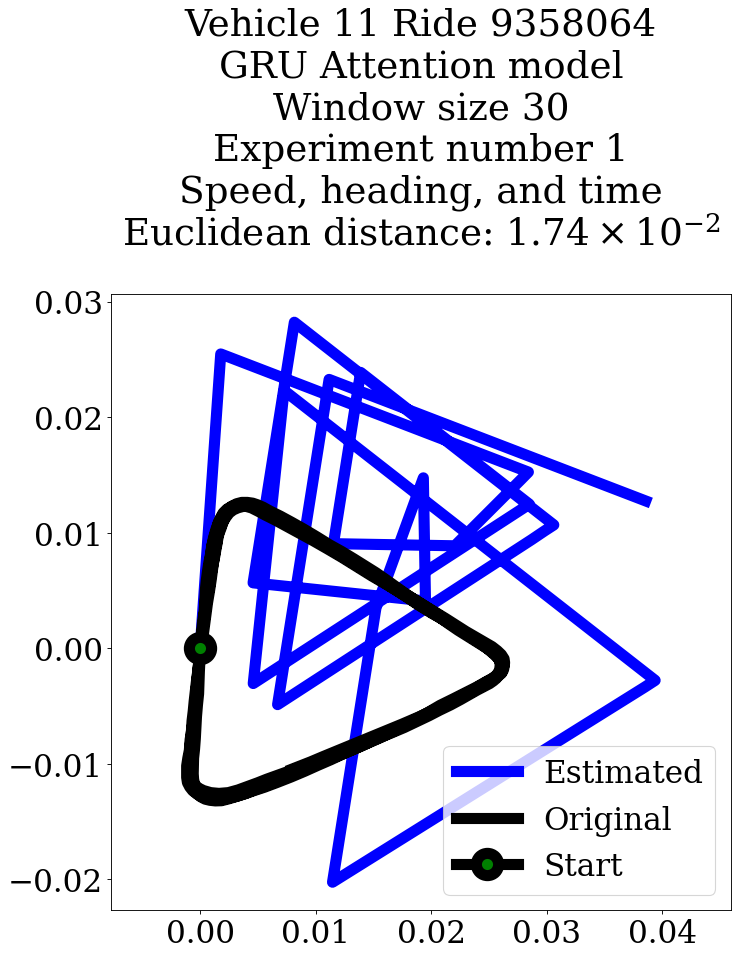 Vehicle 11 Ride 9358064
GRU Attention model
Window size 30
Experiment number 1
Speed, heading, and time
Euclidean distance: 1.74 × 10⁻²
0.03
0.02
0.01
0.00
−0.01
−0.02
0.00 0.01 0.02 0.03 0.04
Estimated
Original
Start